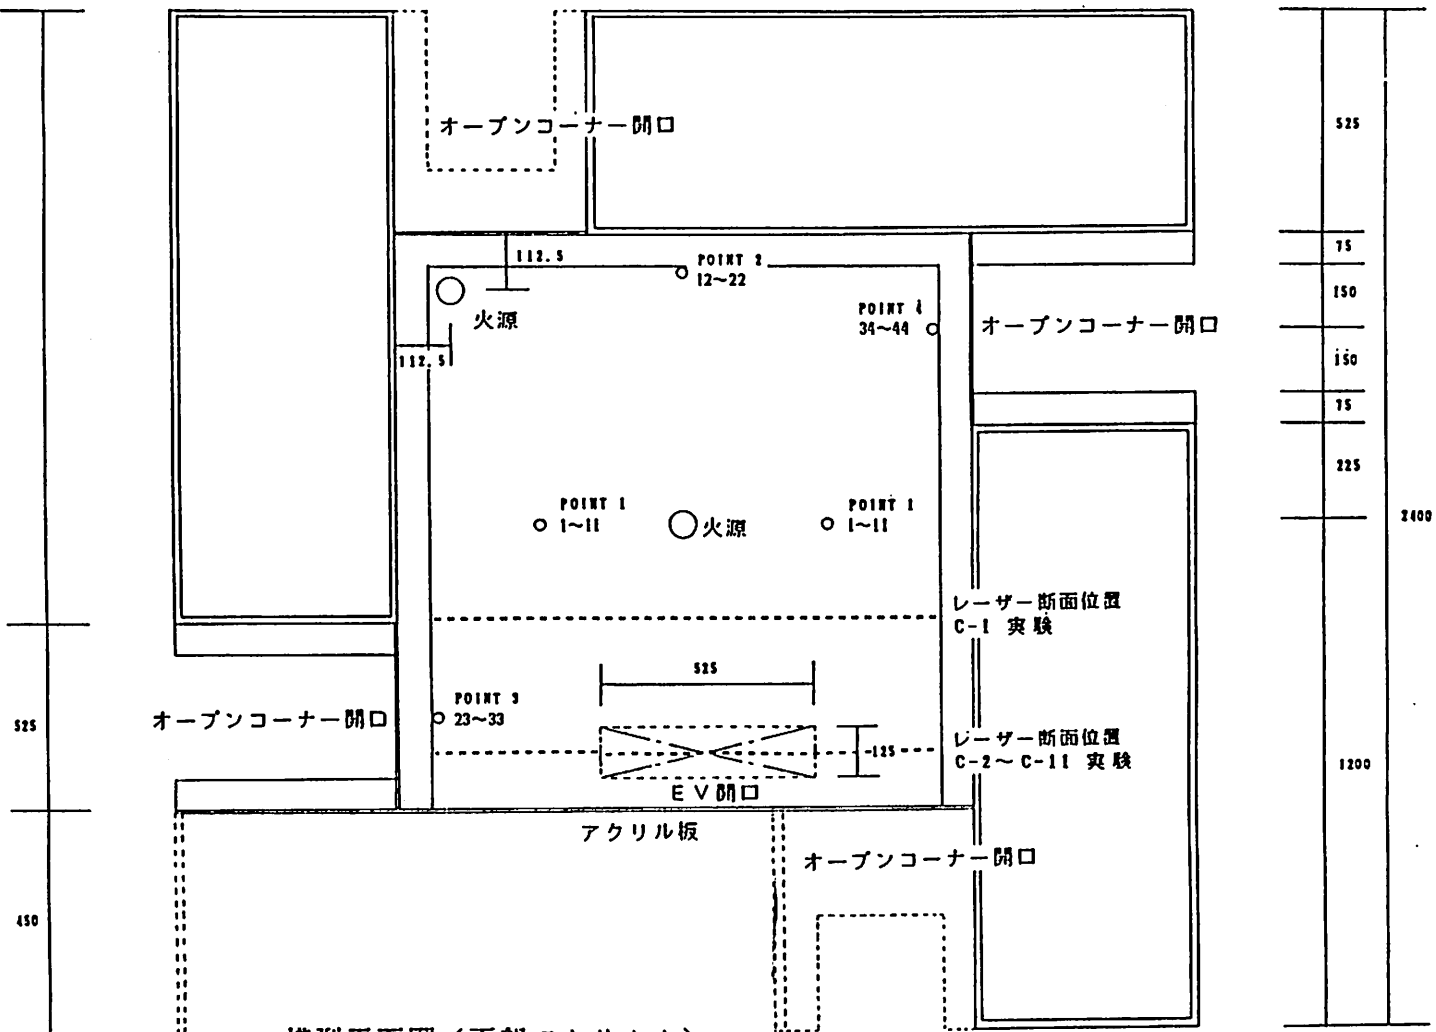 オープンコーナー開口
525
75
112.5
POINT 2
12~22
150
火源
POINT 4
34~44
オープンコーナー開口
112.5
150
75
225
POINT 1
1~11
火源
POINT 1
1~11
2400
レーザー断面位置
C-1 実験
525
POINT 3
23~33
オープンコーナー開口
525
125
レーザー断面位置
C-2~C-11 実験
1200
EV開口
アクリル板
オープンコーナー開口
450